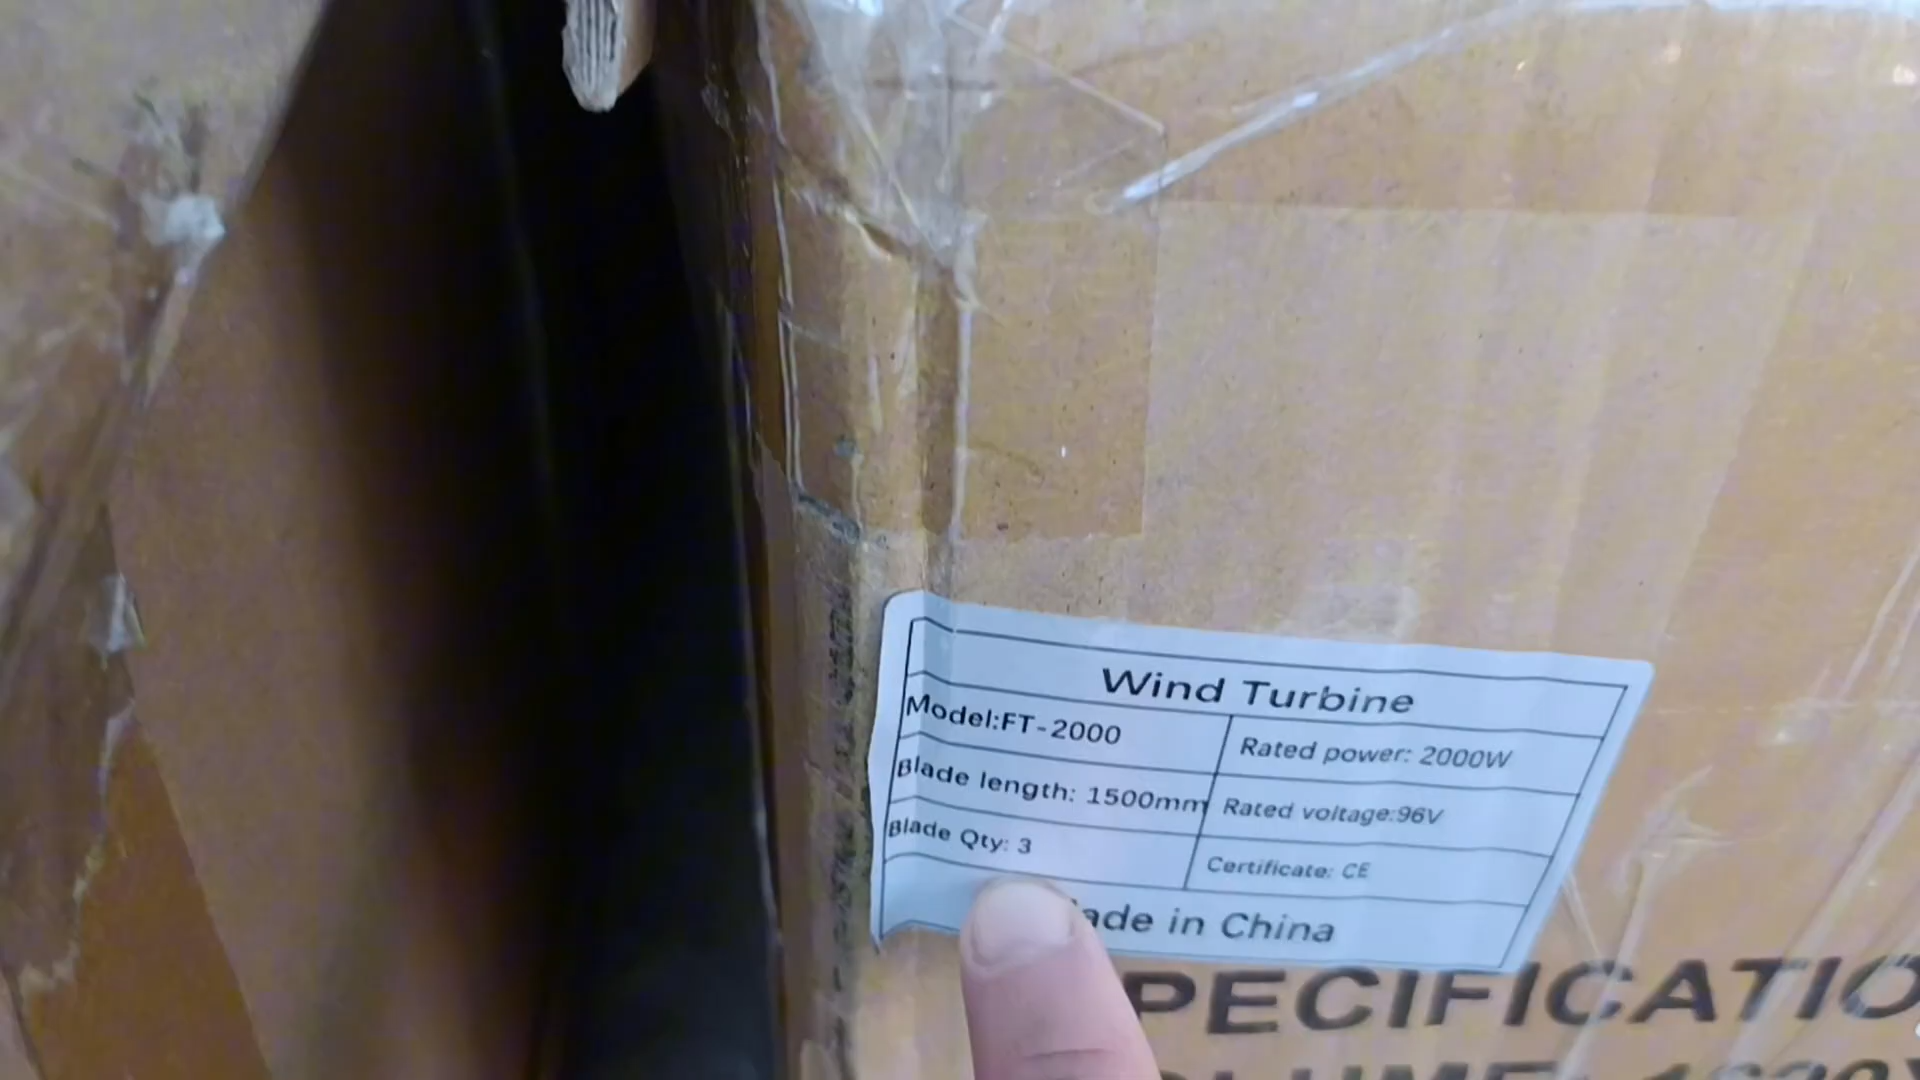 Wind Turbine
Model:FT-2000
Rated power: 2000W
Blade length: 1500mm
Rated voltage:96V
Blade Qty: 3
Certificate: CE
ade in China
PECIFICATIO